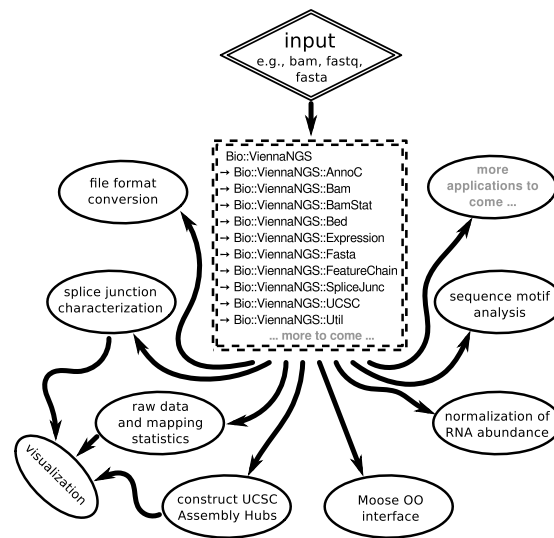 input
e.g., bam, fastq,
fasta
Bio::ViennaNGS
→ Bio::ViennaNGS::AnnoC
→ Bio::ViennaNGS::Bam
→ Bio::ViennaNGS::BamStat
→ Bio::ViennaNGS::Bed
→ Bio::ViennaNGS::Expression
→ Bio::ViennaNGS::Fasta
→ Bio::ViennaNGS::FeatureChain
→ Bio::ViennaNGS::SpliceJunc
→ Bio::ViennaNGS::UCSC
→ Bio::ViennaNGS::Util
... more to come ...
file format
conversion
more
applications to
come ...
splice junction
characterization
sequence motif
analysis
raw data
and mapping
statistics
normalization of
RNA abundance
visualization
construct UCSC
Assembly Hubs
Moose OO
interface